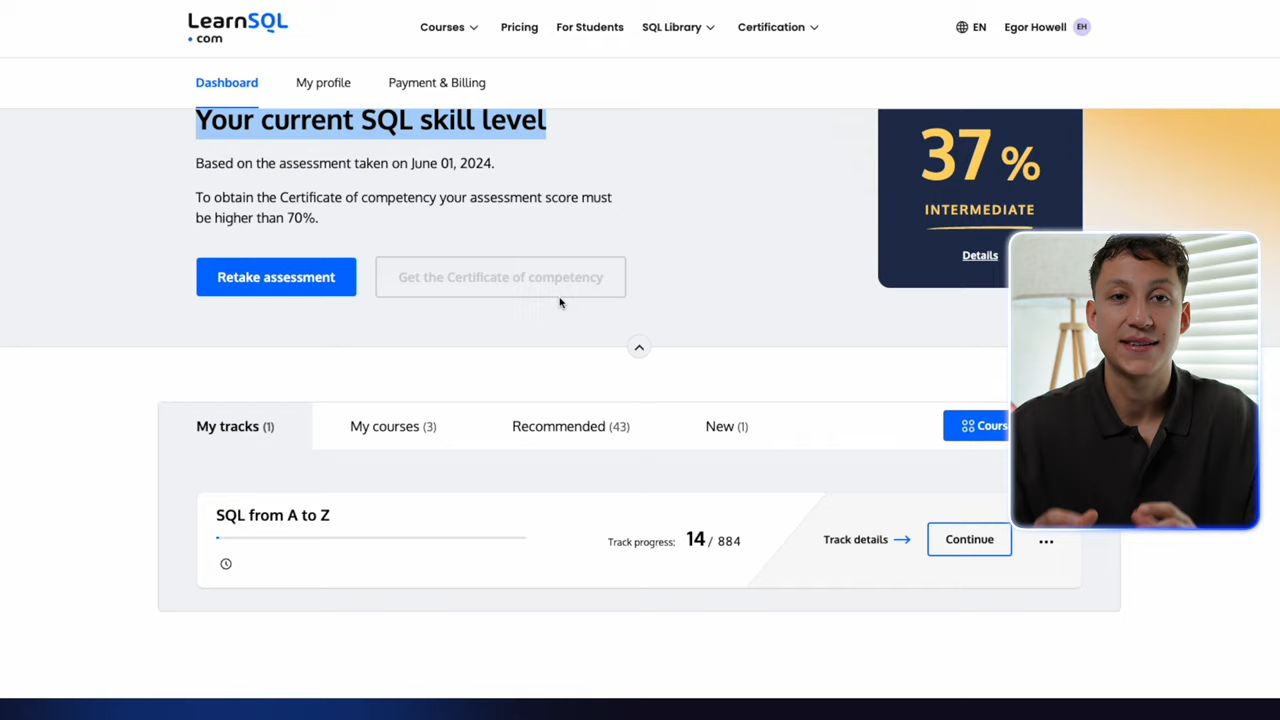 LearnSQL
.com
Courses
Pricing
For Students
SQL Library
Certification
EN
Egor Howell
EH
Dashboard
My profile
Payment & Billing
Your current SQL skill level
Based on the assessment taken on June 01, 2024.
To obtain the Certificate of competency your assessment score must
be higher than 70%.
Retake assessment
Get the Certificate of competency
37 %
INTERMEDIATE
Details
My tracks (1)
My courses (3)
Recommended (43)
New (1)
SQL from A to Z
Track progress: 14 / 884
Track details →
Continue
...